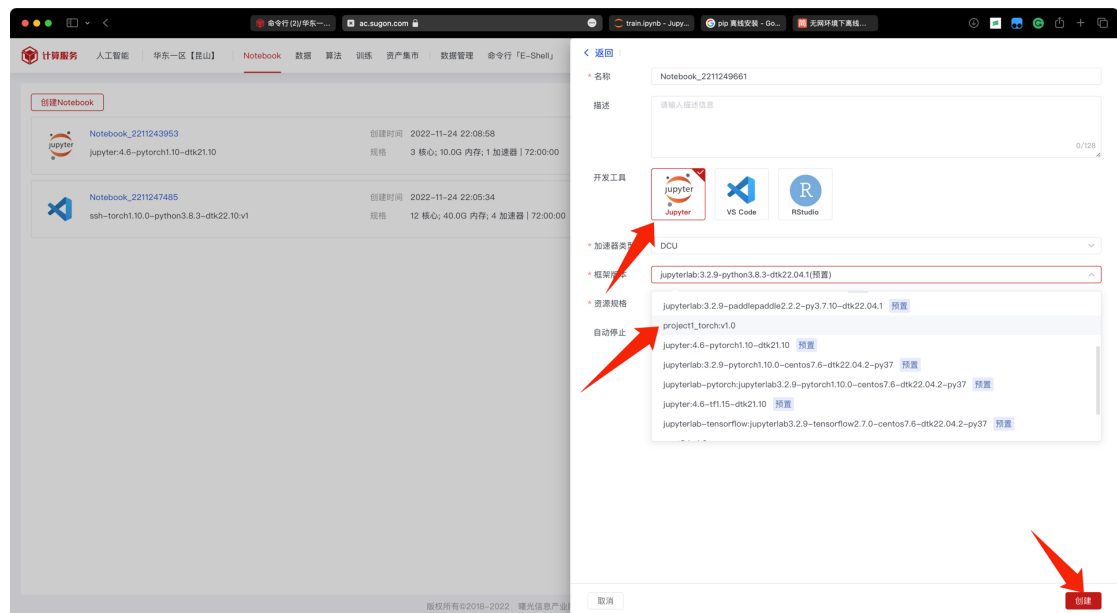 命令行(2)/华东一...
ac.sugon.com
train.ipynb - Jupy...
pip 离线安装 - Go...
无网环境下离线...
计算服务 人工智能 华东一区【昆山】 Notebook 数据 算法 训练 资产集市 数据管理 命令行「E-Shell」
创建Notebook
jupyter
Notebook_2211243953
jupyter:4.6-pytorch1.10-dtk21.10
创建时间 2022-11-24 22:08:58
规格 3 核心; 10.0G 内存; 1 加速器 | 72:00:00
Notebook_2211247485
ssh-torch1.10.0-python3.8.3-dtk22.10:v1
创建时间 2022-11-24 22:05:34
规格 12 核心; 40.0G 内存; 4 加速器 | 72:00:00
版权所有©2018-2022 曙光信息产业
< 返回
* 名称 Notebook_2211249661
描述 请输入描述信息
0/128
开发工具
jupyter
Jupyter
VS Code
R
RStudio
* 加速器类 DCU
* 框架版本 jupyterlab:3.2.9-python3.8.3-dtk22.04.1(预置)
* 资源规格
自动停止
jupyterlab:3.2.9-paddlepaddle2.2.2-py3.7.10-dtk22.04.1 预置
project1_torch:v1.0
jupyter:4.6-pytorch1.10-dtk21.10 预置
jupyterlab:3.2.9-pytorch1.10.0-centos7.6-dtk22.04.2-py37 预置
jupyterlab-pytorch:jupyterlab3.2.9-pytorch1.10.0-centos7.6-dtk22.04.2-py37 预置
jupyter:4.6-tf1.15-dtk21.10 预置
jupyterlab-tensorflow:jupyterlab3.2.9-tensorflow2.7.0-centos7.6-dtk22.04.2-py37 预置
取消
创建